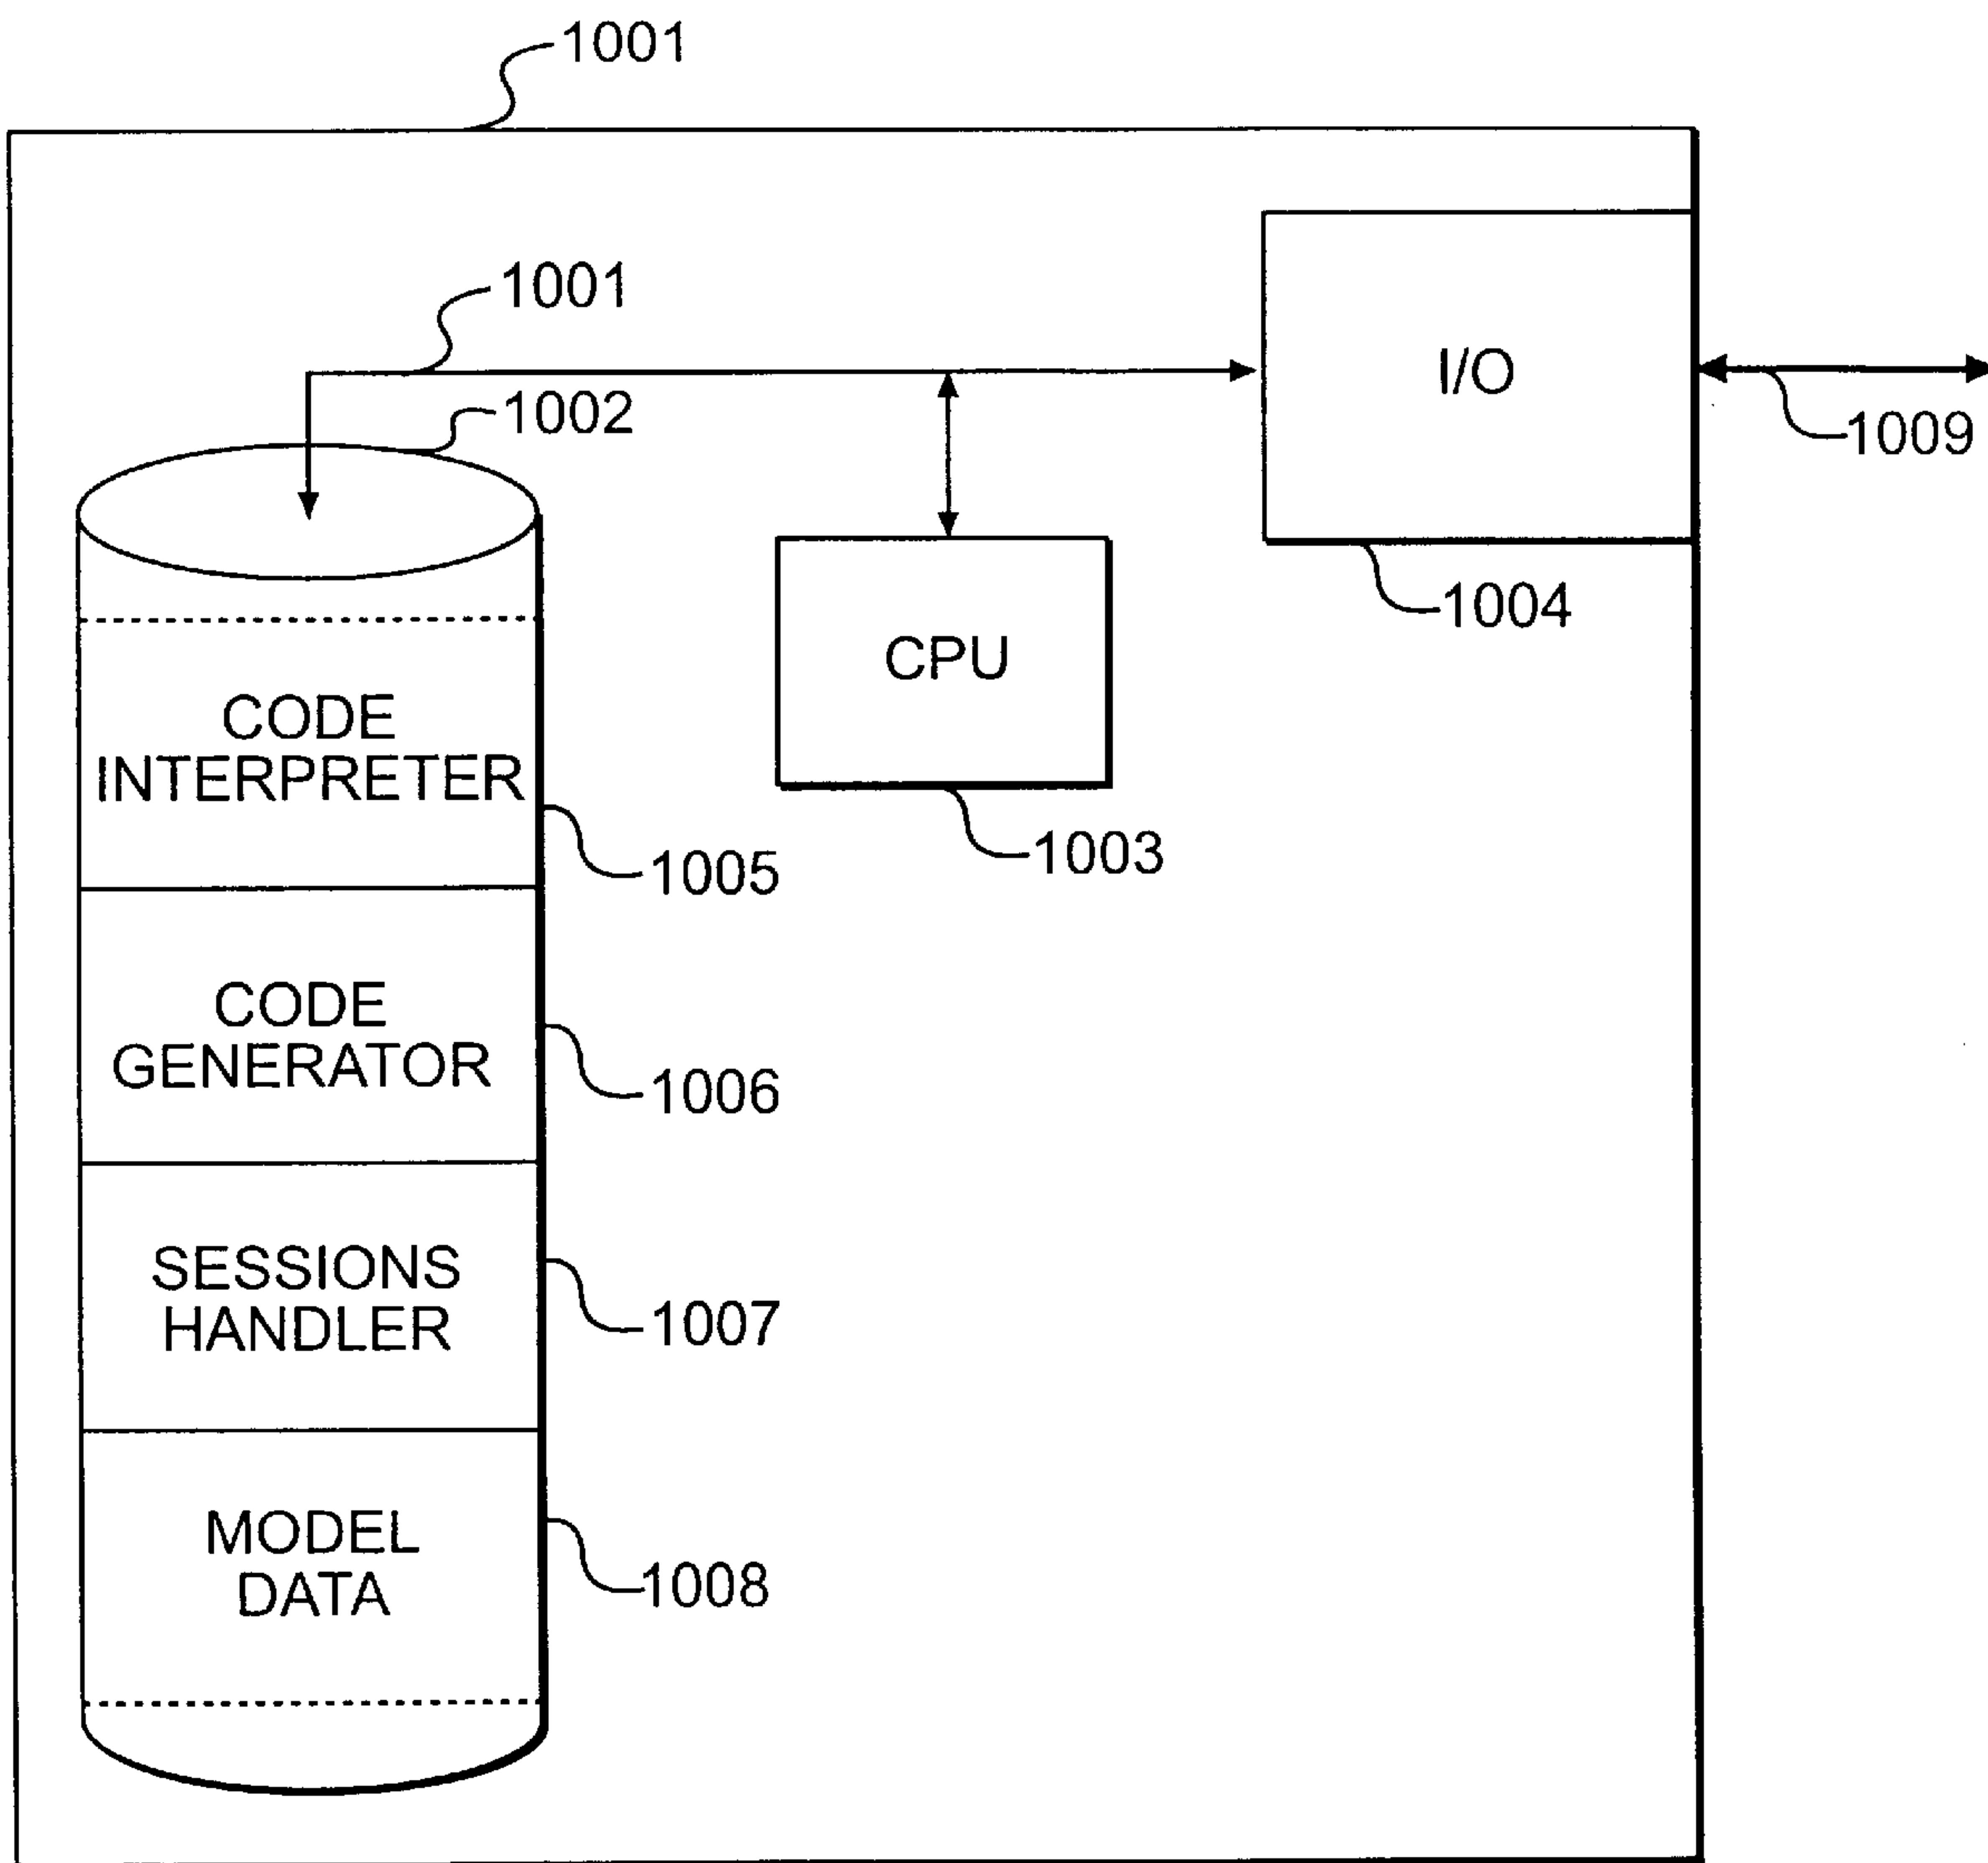 1001
1001
1002
I/O
1009
1004
CPU
1003
CODE
INTERPRETER
1005
CODE
GENERATOR
1006
SESSIONS
HANDLER
1007
MODEL
DATA
1008